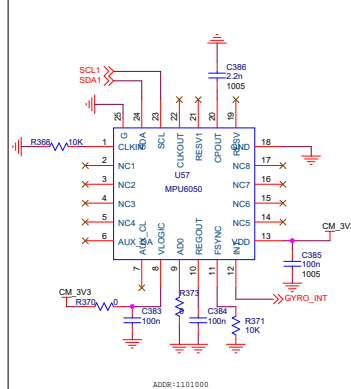 C386
2.2n
1005
SCL1
SDA1
25
24
23
22
21
20
19
G
SDA
SCL
CLKOUT
RESV1
CPOUT
RESV
U57
MPU6050
R368
10K
1
CLKIN
2
NC1
3
NC2
4
NC3
5
NC4
6
AUX_DA
GND
18
NC8
17
NC7
16
NC6
15
NC5
14
VDD
13
CM_3V3
AUX_CL
VLOGIC
AD0
REGOUT
FSYNC
INT
7
8
9
10
11
12
C385
100n
1005
CM_3V3
R370
0
R373
0
GYRO_INT
C383
100n
C384
100n
R371
10K
ADDR:1101000